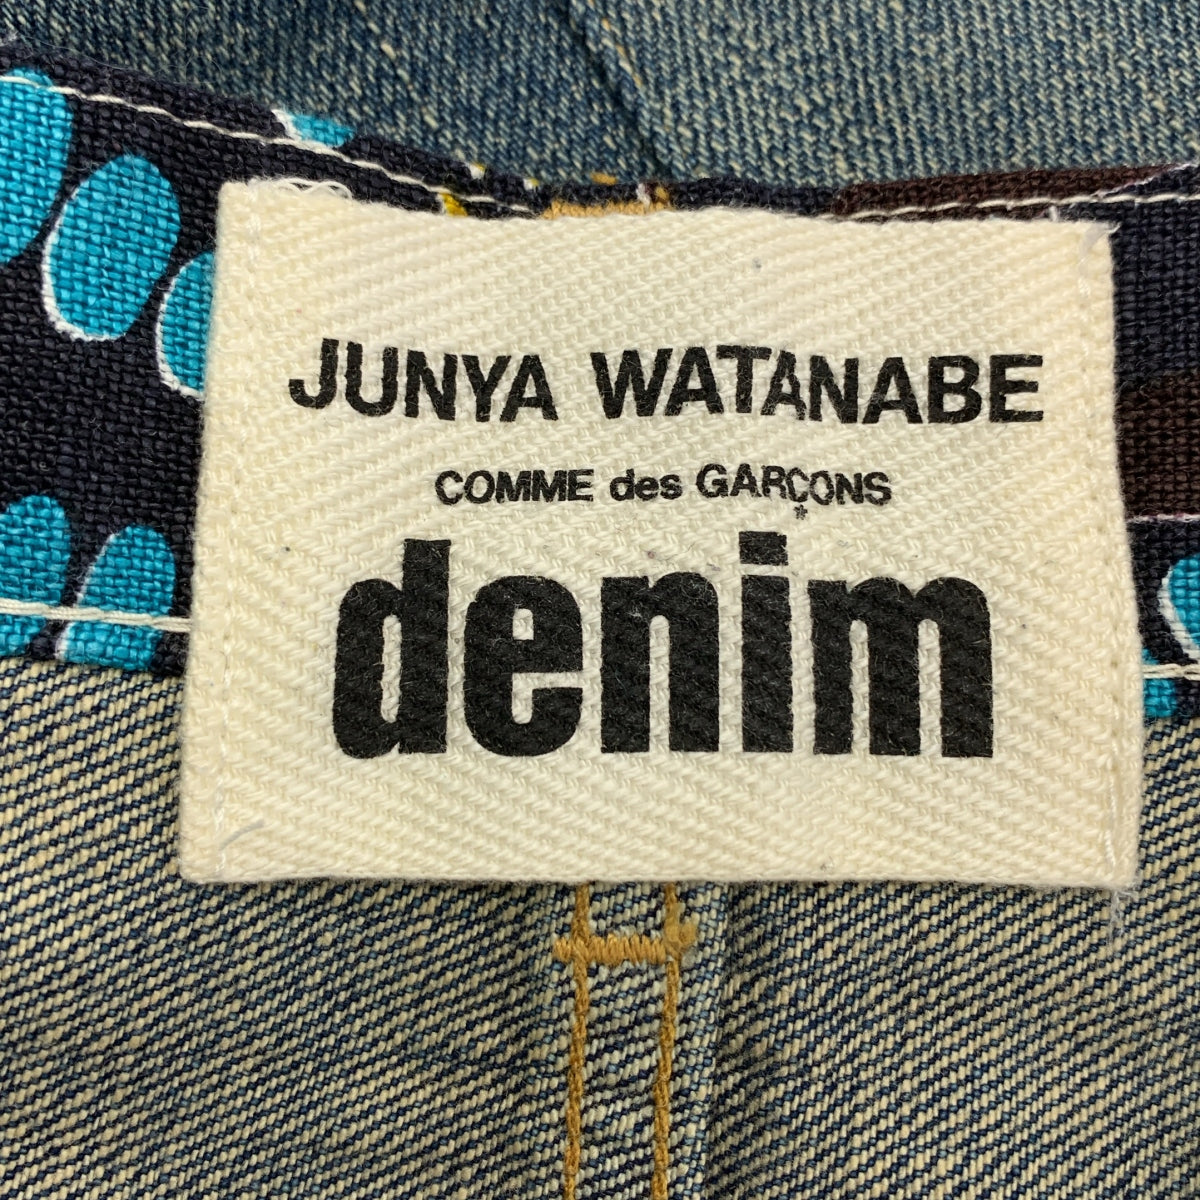 JUNYA WATANABE
COMME des GARÇONS
denim